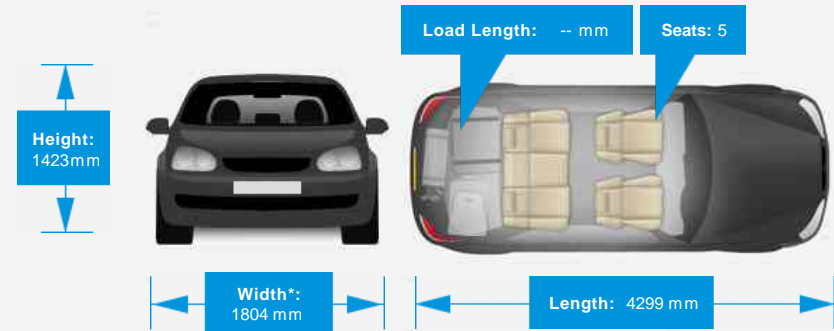 Load Length: -- mm
Seats: 5
Height:
1423mm
Width*:
1804 mm
Length: 4299 mm